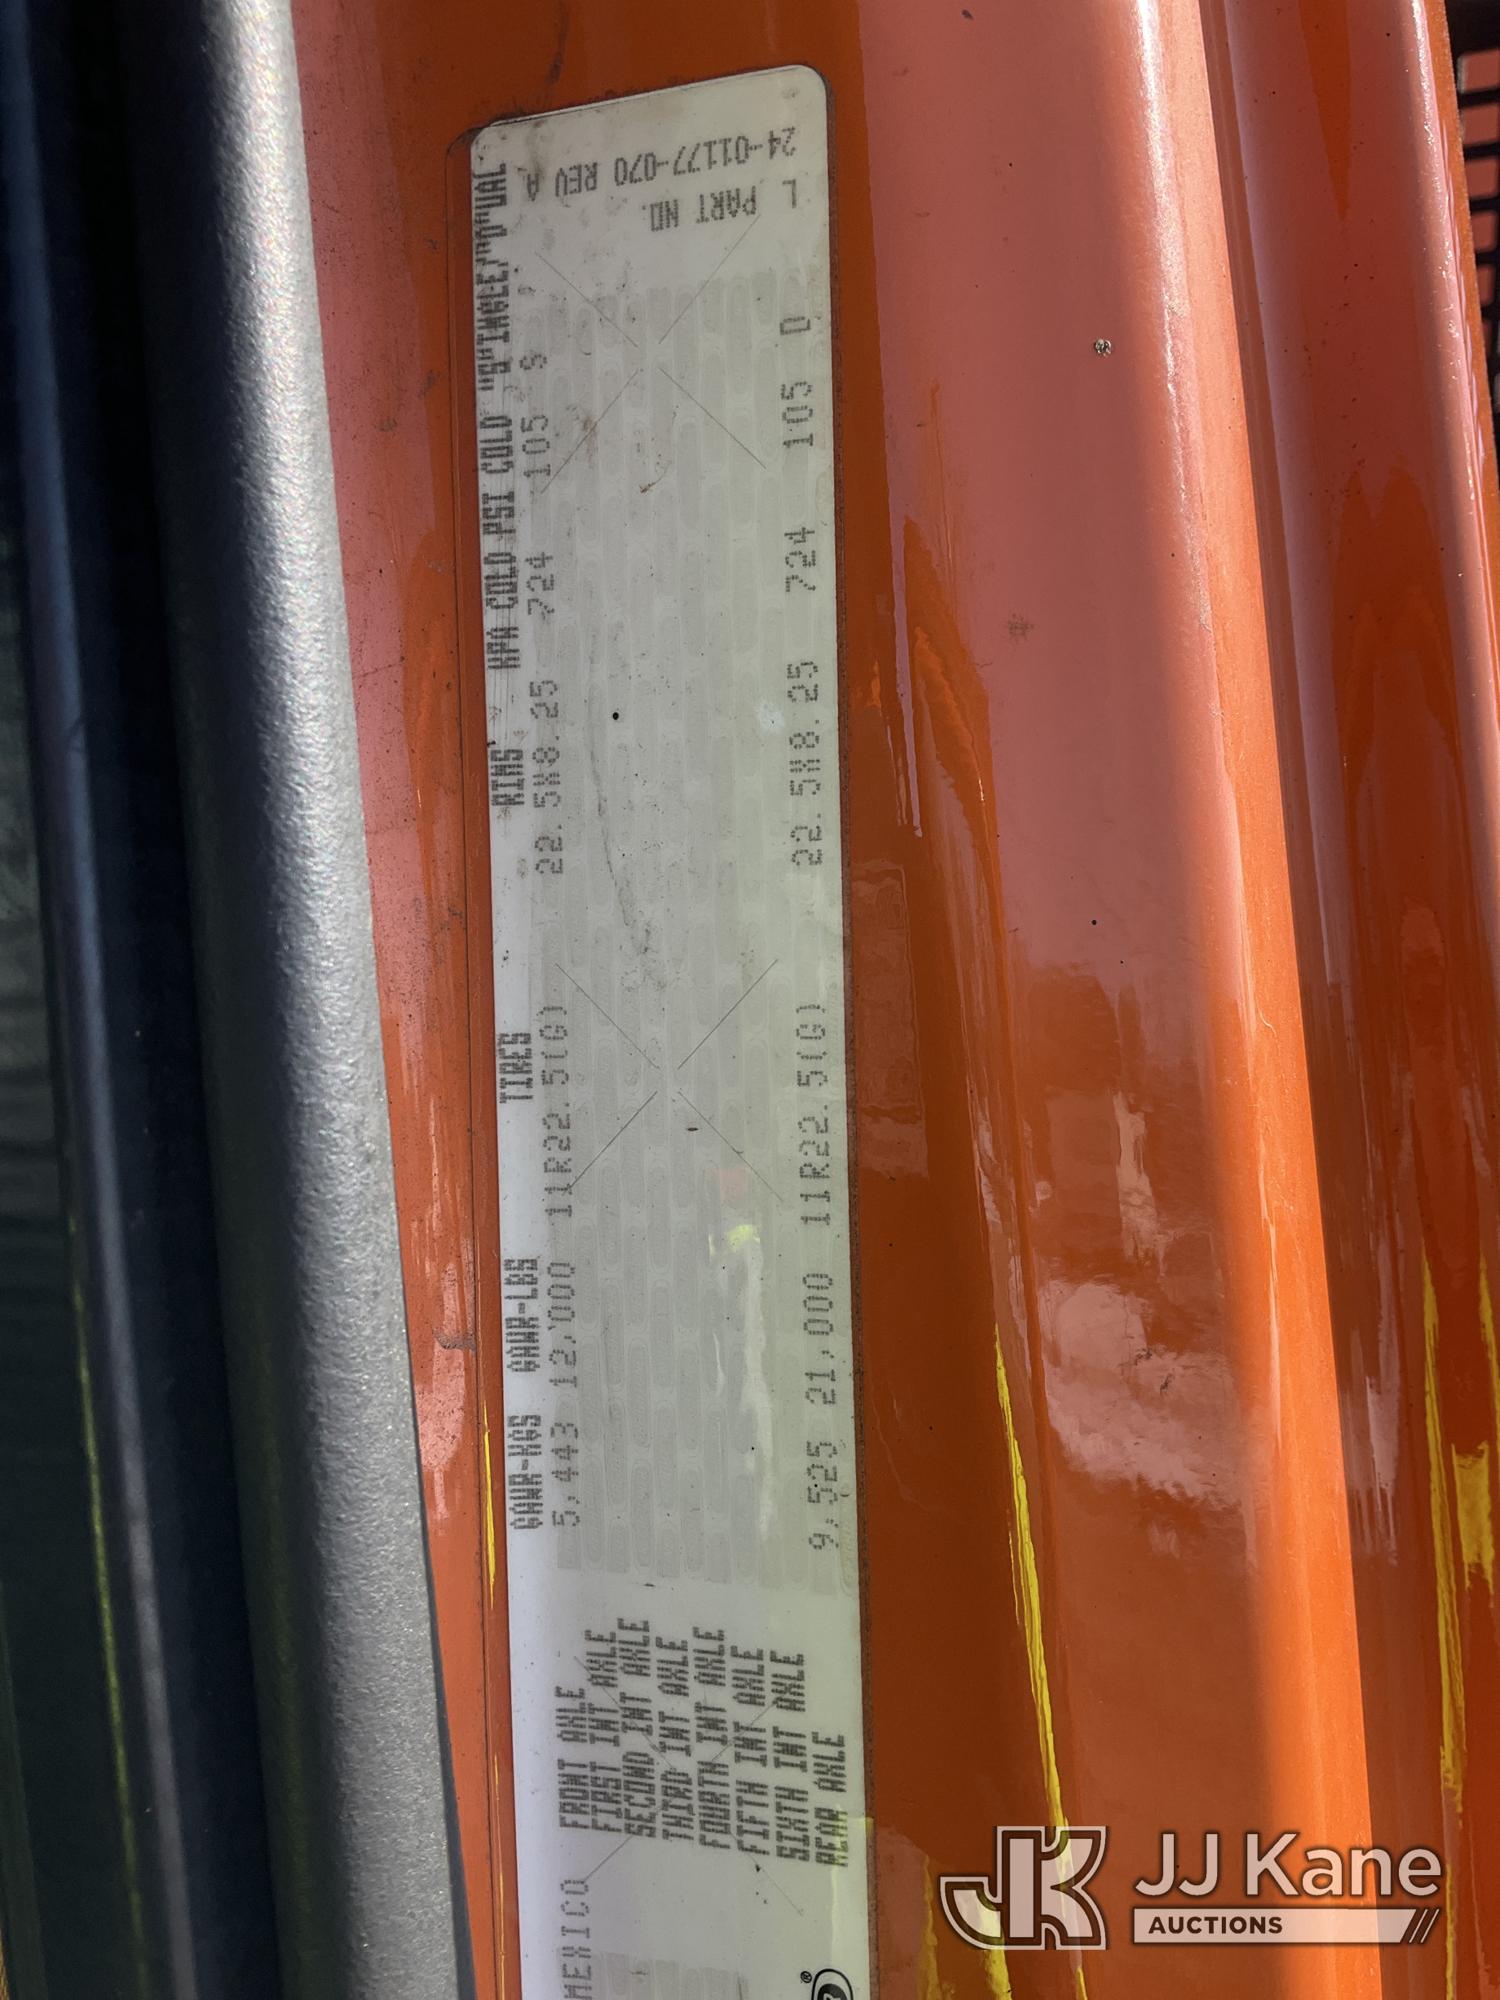 GAWR-KGS GAWR-LBS TIRES RIMS KPA COLD PSI COLD "S"INGLE/"D"UAL
FRONT AXLE 5,443 12,000 11R22.5(G) 22.5X8.25 724 105 S
FIRST INT AXLE
SECOND INT AXLE
THIRD INT AXLE
FOURTH INT AXLE
FIFTH INT AXLE
SIXTH INT AXLE
REAR AXLE 9,525 21,000 11R22.5(G) 22.5X8.25 724 105 D
MEXICO
®
L PART NO.
24-01177-070 REV A
JJ Kane
AUCTIONS